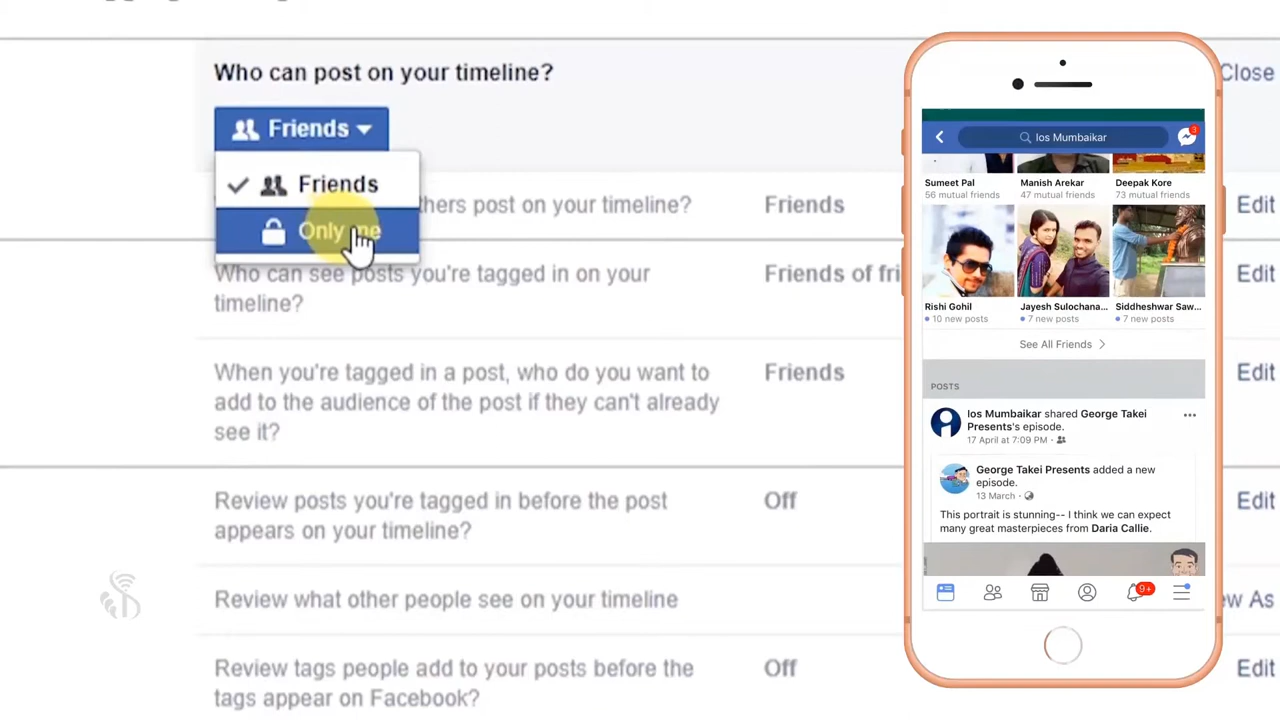 Who can post on your timeline?
Close
Friends
Friends
Only me
thers post on your timeline?
Friends
Edit
Who can see posts you're tagged in on your
timeline?
Friends of fri
Edit
When you're tagged in a post, who do you want to
add to the audience of the post if they can't already
see it?
Friends
Edit
Review posts you're tagged in before the post
appears on your timeline?
Off
Edit
Review what other people see on your timeline
w As
Review tags people add to your posts before the
tags appear on Facebook?
Off
Edit
Ios Mumbaikar
3
Sumeet Pal
56 mutual friends
Manish Arekar
47 mutual friends
Deepak Kore
73 mutual friends
Rishi Gohil
10 new posts
Jayesh Sulochana...
7 new posts
Siddheshwar Saw...
7 new posts
See All Friends
POSTS
Ios Mumbaikar shared George Takei
Presents's episode.
17 April at 7:09 PM •
George Takei Presents added a new
episode.
13 March •
This portrait is stunning-- I think we can expect
many great masterpieces from Daria Callie.
9+